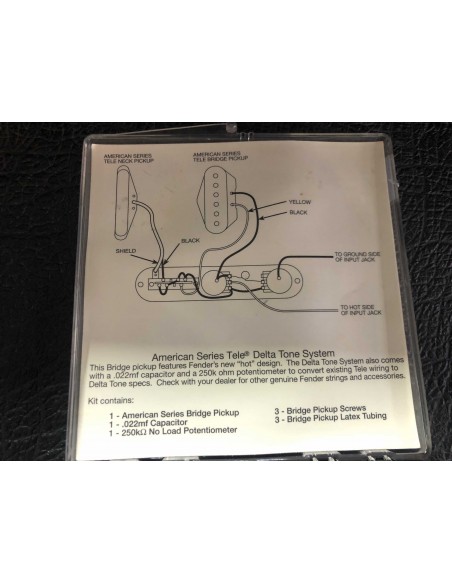 AMERICAN SERIES
TELE NECK PICKUP
AMERICAN SERIES
TELE BRIDGE PICKUP
YELLOW
BLACK
BLACK
SHIELD
TO GROUND SIDE
OF INPUT JACK
TO HOT SIDE
OF INPUT JACK
American Series Tele® Delta Tone System
This Bridge pickup features Fender's new "hot" design. The Delta Tone System also comes
with a .022mf capacitor and a 250k ohm potentiometer to convert existing Tele wiring to
Delta Tone specs. Check with your dealer for other genuine Fender strings and accessories.
Kit contains:
1 - American Series Bridge Pickup
1 - .022mf Capacitor
1 - 250kΩ No Load Potentiometer
3 - Bridge Pickup Screws
3 - Bridge Pickup Latex Tubing